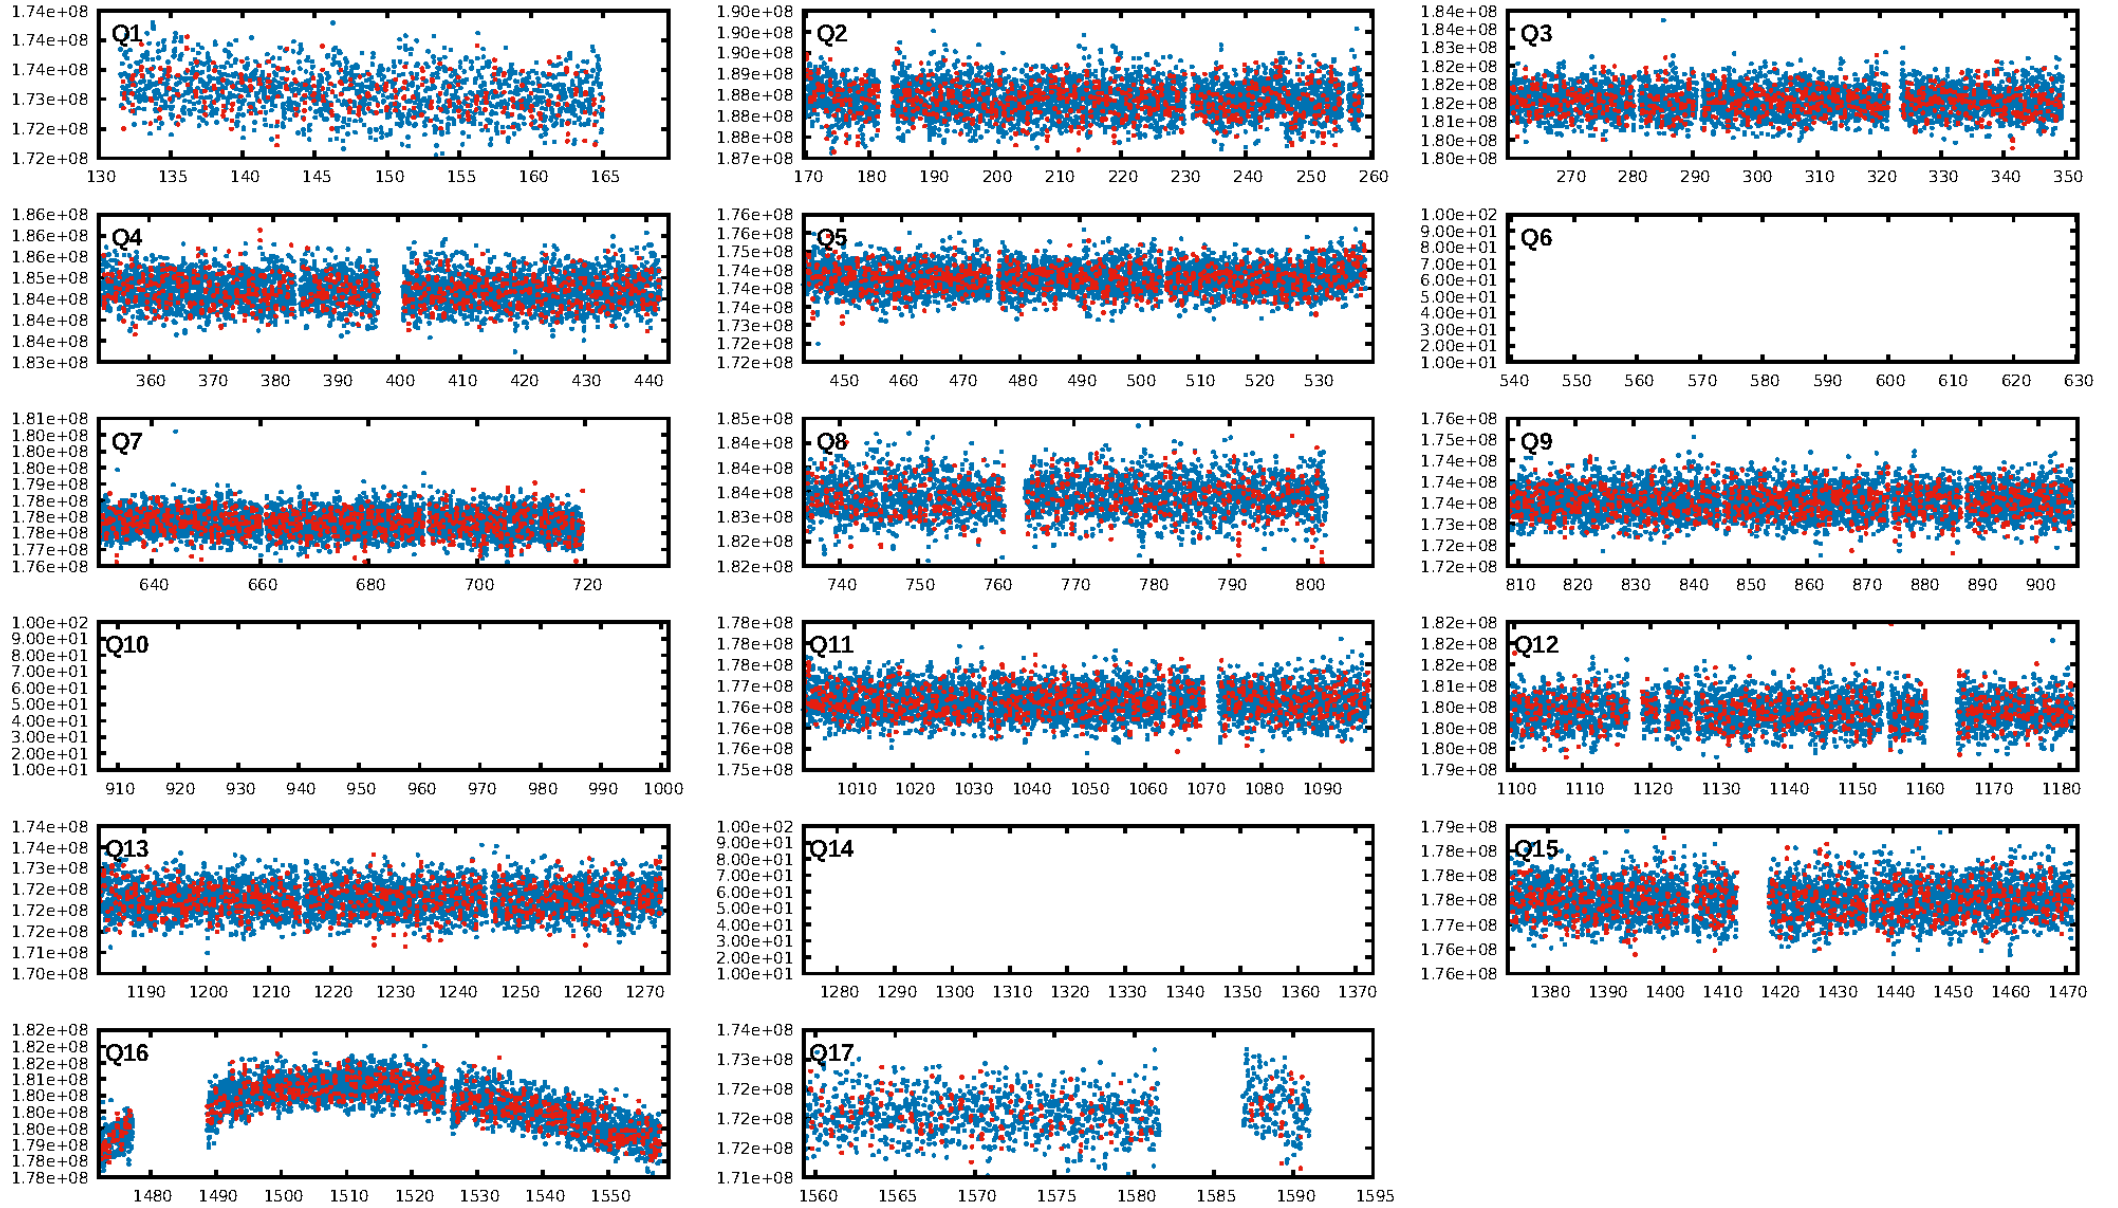 Q1
1.74e+08
1.74e+08
1.74e+08
1.73e+08
1.72e+08
1.72e+08
130 135 140 145 150 155 160 165
Q2
1.90e+08
1.90e+08
1.90e+08
1.89e+08
1.88e+08
1.88e+08
1.88e+08
1.87e+08
170 180 190 200 210 220 230 240 250 260
Q3
1.84e+08
1.84e+08
1.83e+08
1.82e+08
1.82e+08
1.82e+08
1.81e+08
1.80e+08
1.80e+08
270 280 290 300 310 320 330 340 350
Q4
1.86e+08
1.86e+08
1.86e+08
1.85e+08
1.84e+08
1.84e+08
1.84e+08
1.83e+08
360 370 380 390 400 410 420 430 440
Q5
1.76e+08
1.76e+08
1.75e+08
1.74e+08
1.74e+08
1.74e+08
1.73e+08
1.72e+08
1.72e+08
450 460 470 480 490 500 510 520 530
Q6
1.00e+02
9.00e+01
8.00e+01
7.00e+01
6.00e+01
5.00e+01
4.00e+01
3.00e+01
2.00e+01
1.00e+01
540 550 560 570 580 590 600 610 620 630
Q7
1.81e+08
1.80e+08
1.80e+08
1.80e+08
1.79e+08
1.78e+08
1.78e+08
1.78e+08
1.77e+08
1.76e+08
640 660 680 700 720
Q8
1.85e+08
1.84e+08
1.84e+08
1.84e+08
1.83e+08
1.82e+08
1.82e+08
740 750 760 770 780 790 800
Q9
1.76e+08
1.75e+08
1.74e+08
1.74e+08
1.74e+08
1.73e+08
1.72e+08
1.72e+08
810 820 830 840 850 860 870 880 890 900
Q10
1.00e+02
9.00e+01
8.00e+01
7.00e+01
6.00e+01
5.00e+01
4.00e+01
3.00e+01
2.00e+01
1.00e+01
910 920 930 940 950 960 970 980 990 1000
Q11
1.78e+08
1.78e+08
1.78e+08
1.77e+08
1.76e+08
1.76e+08
1.76e+08
1.75e+08
1010 1020 1030 1040 1050 1060 1070 1080 1090
Q12
1.82e+08
1.82e+08
1.82e+08
1.81e+08
1.80e+08
1.80e+08
1.80e+08
1.79e+08
1100 1110 1120 1130 1140 1150 1160 1170 1180
Q13
1.74e+08
1.74e+08
1.73e+08
1.72e+08
1.72e+08
1.72e+08
1.71e+08
1.70e+08
1190 1200 1210 1220 1230 1240 1250 1260 1270
Q14
1.00e+02
9.00e+01
8.00e+01
7.00e+01
6.00e+01
5.00e+01
4.00e+01
3.00e+01
2.00e+01
1.00e+01
1280 1290 1300 1310 1320 1330 1340 1350 1360 1370
Q15
1.79e+08
1.78e+08
1.78e+08
1.78e+08
1.77e+08
1.76e+08
1.76e+08
1380 1390 1400 1410 1420 1430 1440 1450 1460 1470
Q16
1.82e+08
1.82e+08
1.82e+08
1.81e+08
1.80e+08
1.80e+08
1.80e+08
1.79e+08
1.78e+08
1.78e+08
1480 1490 1500 1510 1520 1530 1540 1550
Q17
1.74e+08
1.73e+08
1.72e+08
1.72e+08
1.72e+08
1.71e+08
1560 1565 1570 1575 1580 1585 1590 1595